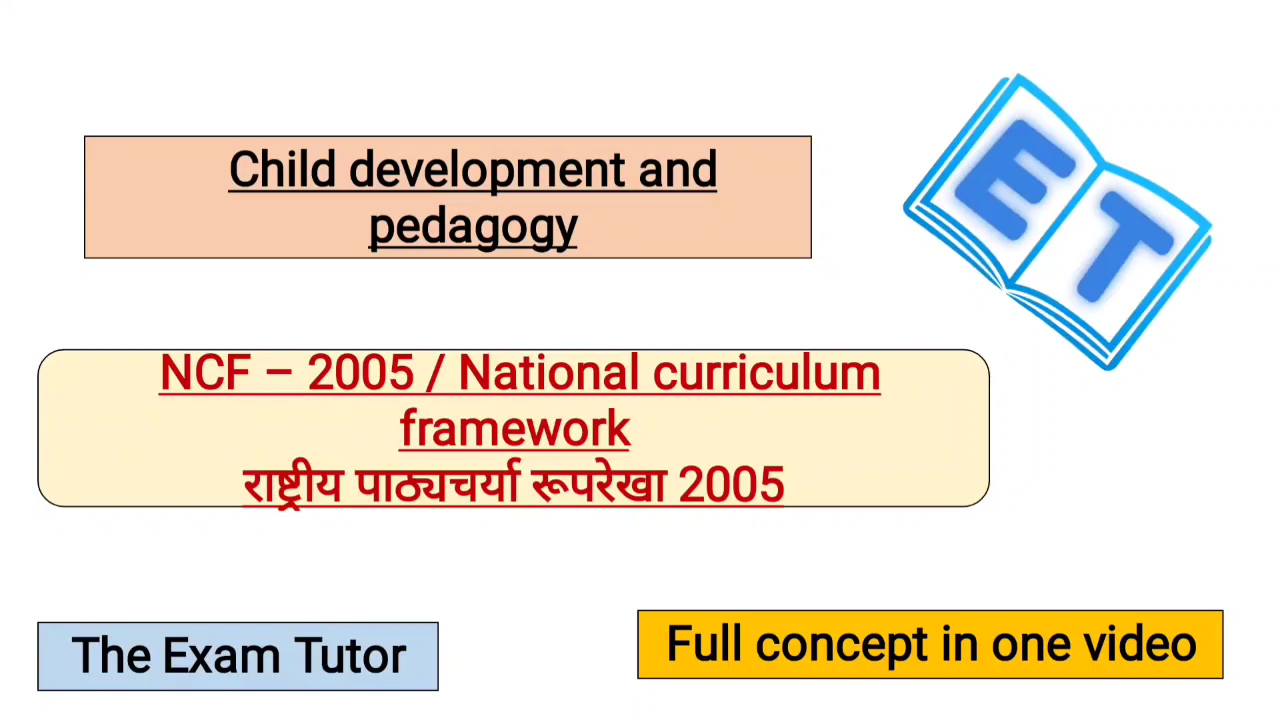 Child development and
pedagogy
E T
NCF – 2005 / National curriculum
framework
राष्ट्रीय पाठ्यचर्या रूपरेखा 2005
The Exam Tutor
Full concept in one video